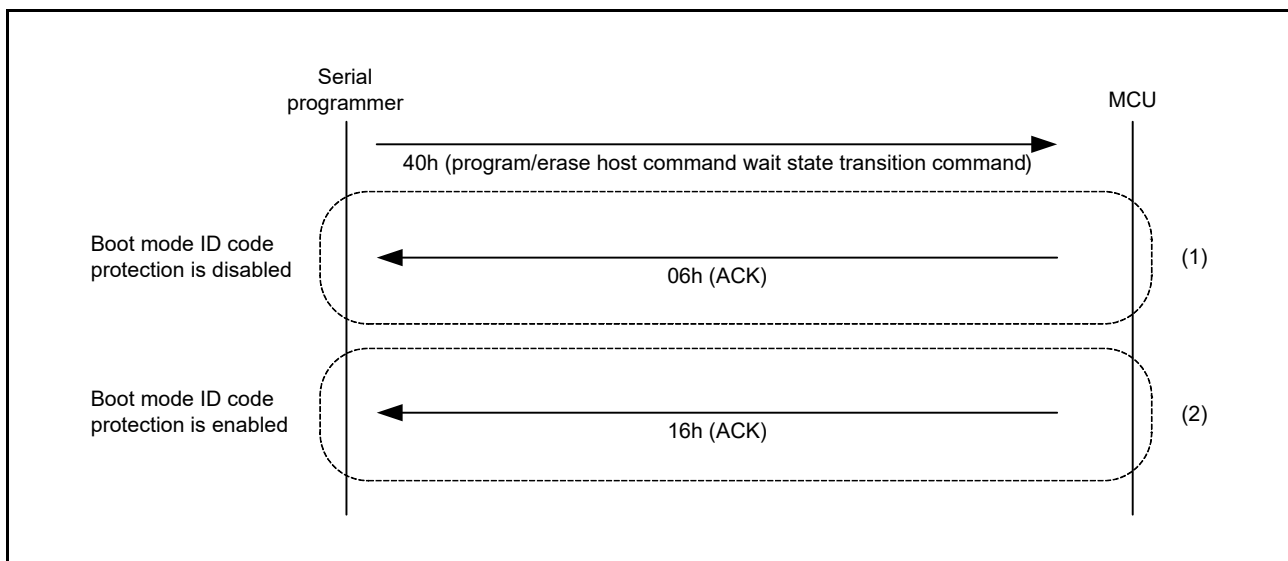 Serial
programmer
MCU
40h (program/erase host command wait state transition command)
Boot mode ID code
protection is disabled
06h (ACK)
(1)
Boot mode ID code
protection is enabled
16h (ACK)
(2)